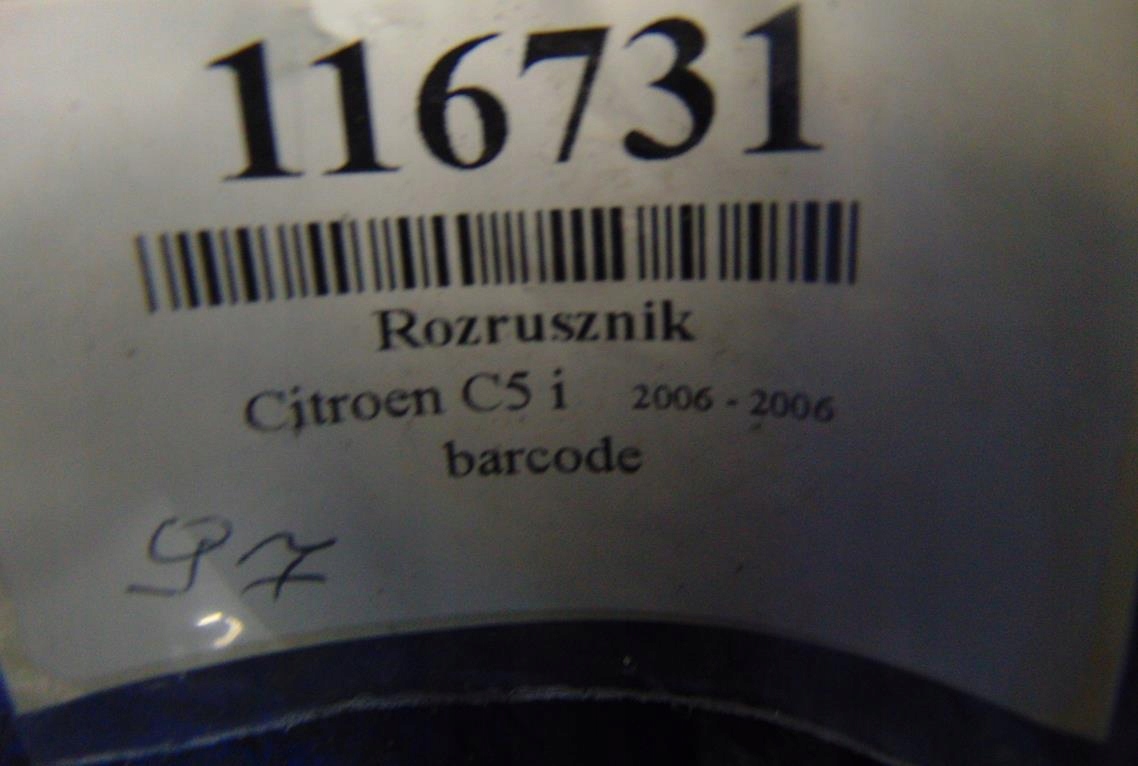 116731
Rozrusznik
Citroen C5 i 2006 - 2006
barcode
97